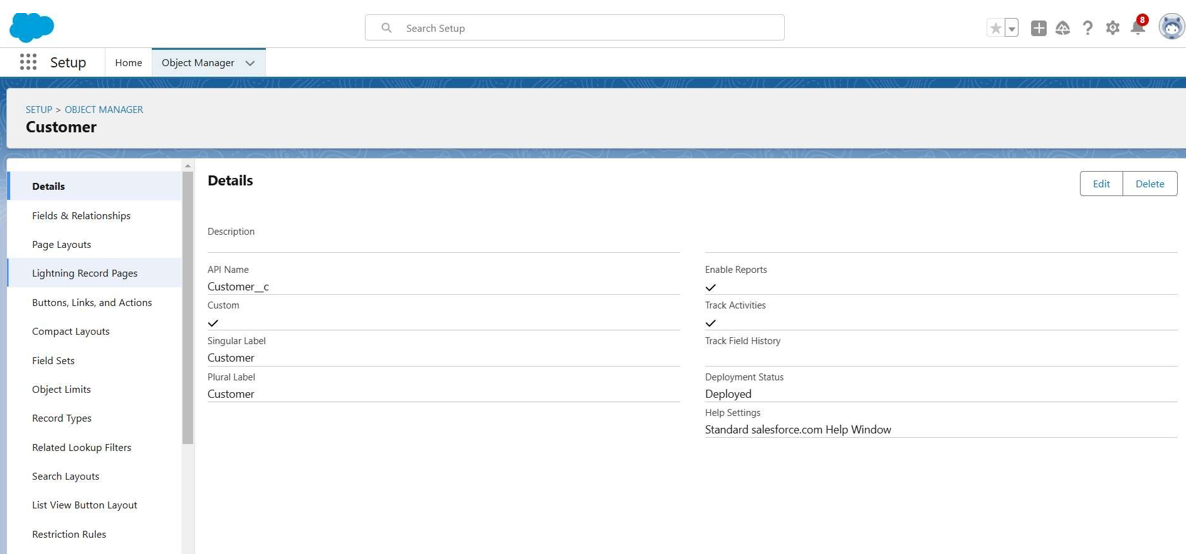 Search Setup
8
Setup
Home
Object Manager
SETUP > OBJECT MANAGER
Customer
Details
Fields & Relationships
Page Layouts
Lightning Record Pages
Buttons, Links, and Actions
Compact Layouts
Field Sets
Object Limits
Record Types
Related Lookup Filters
Search Layouts
List View Button Layout
Restriction Rules
Details
Edit
Delete
Description
API Name
Customer__c
Custom
Singular Label
Customer
Plural Label
Customer
Enable Reports
Track Activities
Track Field History
Deployment Status
Deployed
Help Settings
Standard salesforce.com Help Window